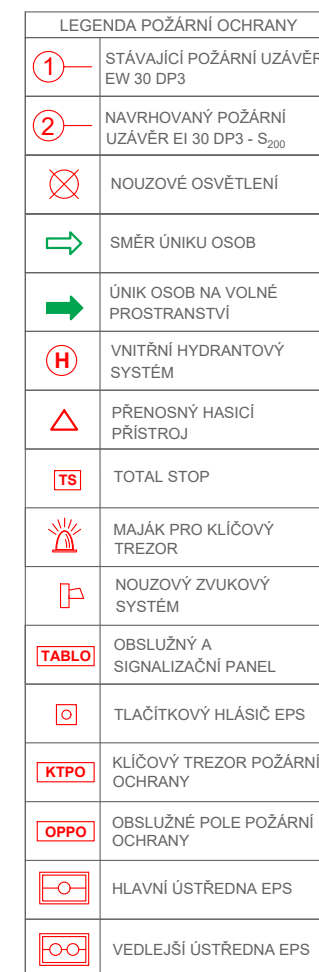 LEGENDA POŽÁRNÍ OCHRANY
1
STÁVAJÍCÍ POŽÁRNÍ UZÁVĚR
EW 30 DP3
2
NAVRHOVANÝ POŽÁRNÍ
UZÁVĚR EI 30 DP3 - S200
NOUZOVÉ OSVĚTLENÍ
SMĚR ÚNIKU OSOB
ÚNIK OSOB NA VOLNÉ
PROSTRANSTVÍ
H
VNITŘNÍ HYDRANTOVÝ
SYSTÉM
PŘENOSNÝ HASICÍ
PŘÍSTROJ
TS
TOTAL STOP
MAJÁK PRO KLÍČOVÝ
TREZOR
NOUZOVÝ ZVUKOVÝ
SYSTÉM
TABLO
OBSLUŽNÝ A
SIGNALIZAČNÍ PANEL
TLAČÍTKOVÝ HLÁSIČ EPS
KTPO
KLÍČOVÝ TREZOR POŽÁRNÍ
OCHRANY
OPPO
OBSLUŽNÉ POLE POŽÁRNÍ
OCHRANY
HLAVNÍ ÚSTŘEDNA EPS
VEDLEJŠÍ ÚSTŘEDNA EPS